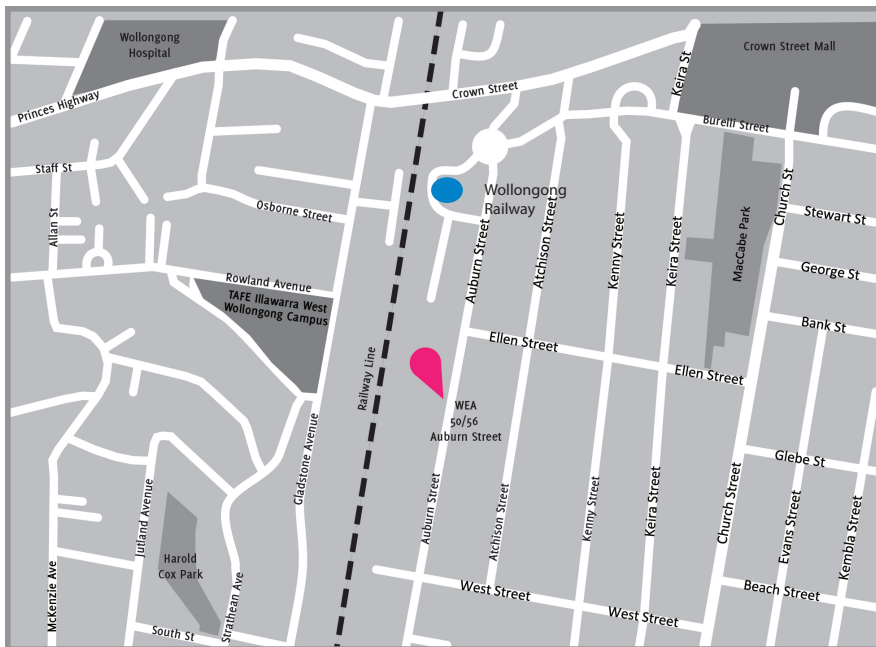 Wollongong
Hospital
Crown Street Mall
Keira St
Princes Highway
Crown Street
Burelli Street
Staff St
Wollongong
Railway
Church St
Allan St
Osborne Street
Stewart St
Auburn Street
Atchison Street
Kenny Street
Keira Street
MacCabe Park
George St
Rowland Avenue
TAFE Illawarra West
Wollongong Campus
Bank St
Ellen Street
Railway Line
Ellen Street
WEA
50/56
Auburn Street
Gladstone Avenue
Glebe St
Jutland Avenue
Auburn Street
Atchison Street
Kenny Street
Keira Street
Church Street
Evans Street
Kembla Street
Harold
Cox Park
McKenzie Ave
Strathean Ave
West Street
West Street
Beach Street
South St